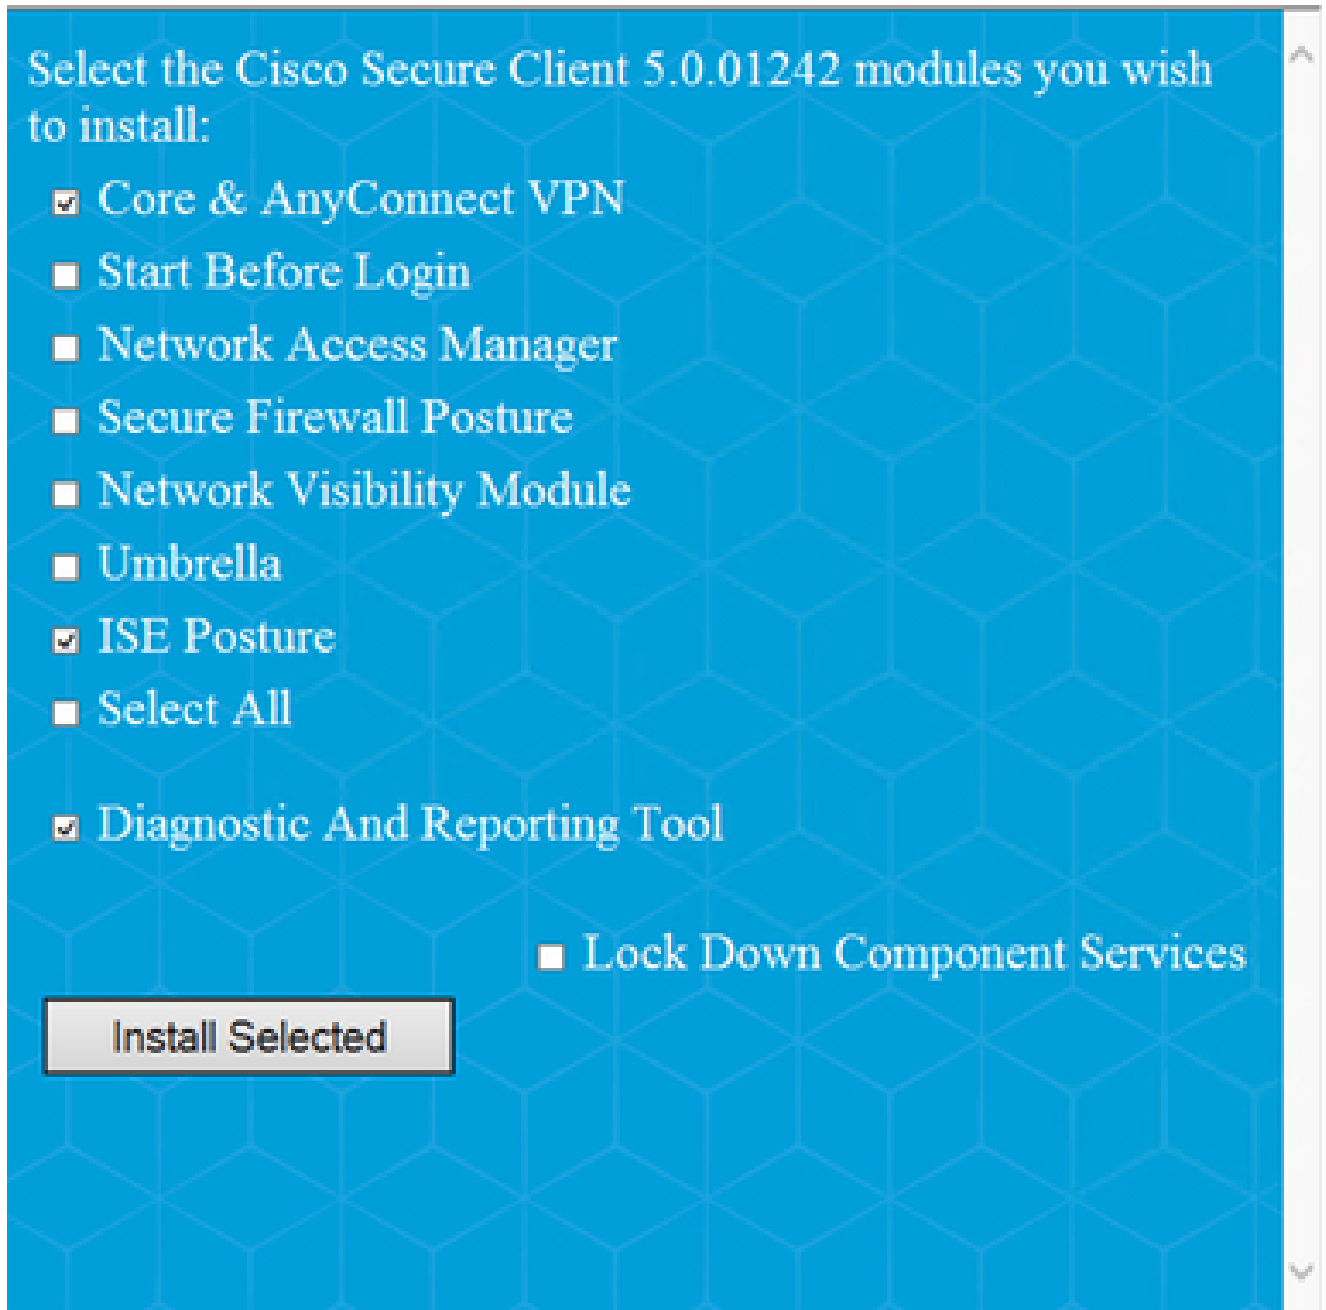 Select the Cisco Secure Client 5.0.01242 modules you wish
to install:
Core & AnyConnect VPN
Start Before Login
Network Access Manager
Secure Firewall Posture
Network Visibility Module
Umbrella
ISE Posture
Select All
Diagnostic And Reporting Tool
Lock Down Component Services
Install Selected